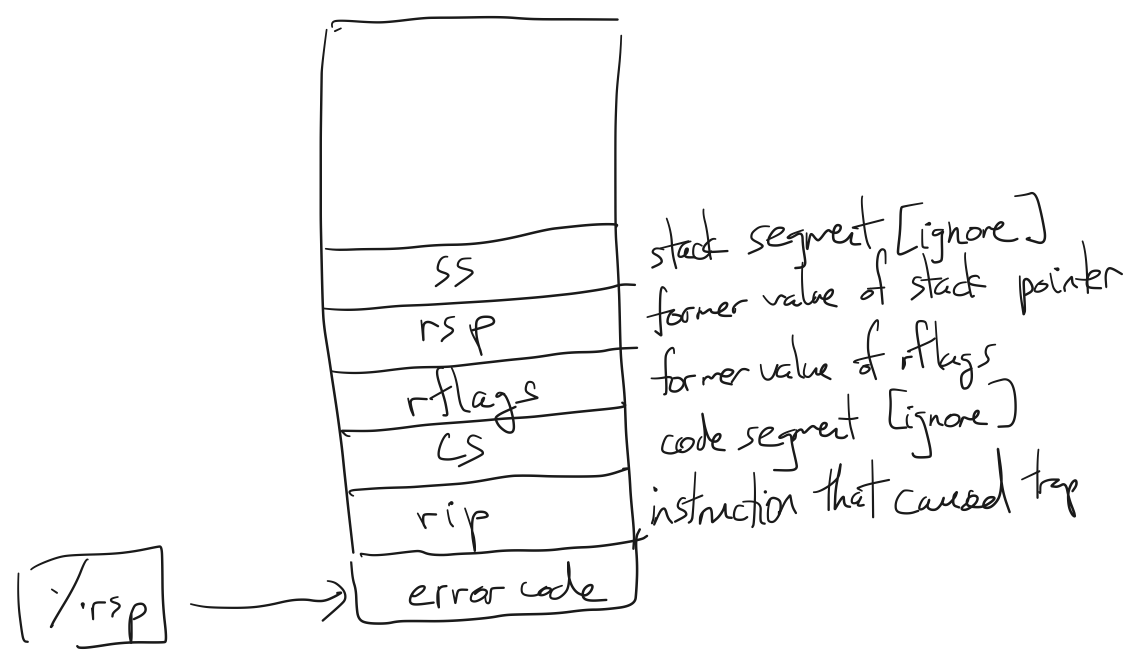 ss
stack segment [ignore]
rsp
former value of stack pointer
rflags
former value of rflags
cs
code segment [ignore]
rip
instruction that caused trap
%rsp
error code